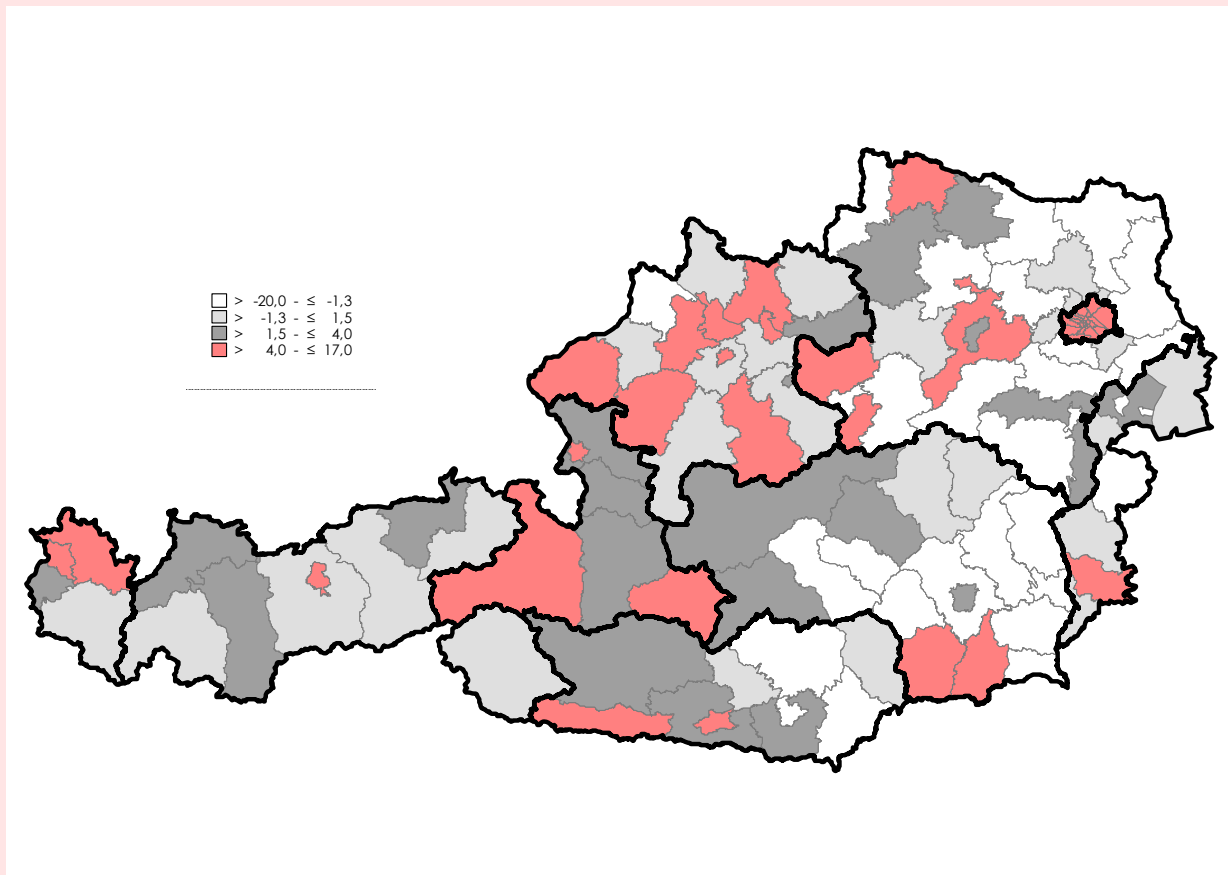 > -20,0 - ≤ -1,3
> -1,3 - ≤ 1,5
> 1,5 - ≤ 4,0
> 4,0 - ≤ 17,0